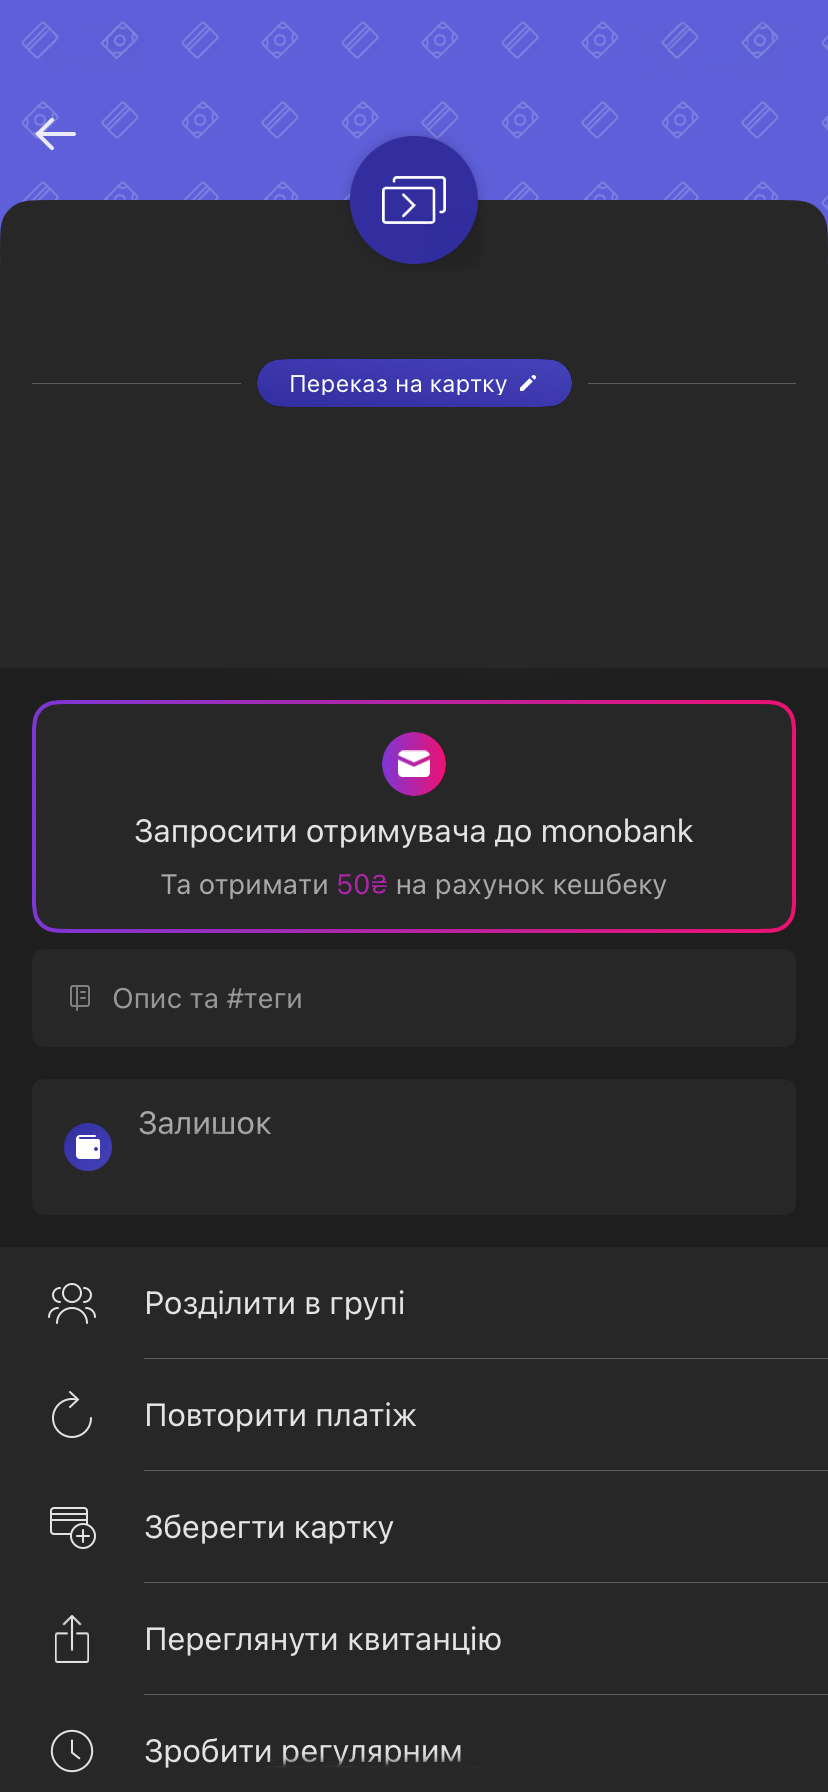 Переказ на картку
Запросити отримувача до monobank
Та отримати 50₴ на рахунок кешбеку
Опис та #теги
Залишок
Розділити в групі
Повторити платіж
Зберегти картку
Переглянути квитанцію
Зробити регулярним